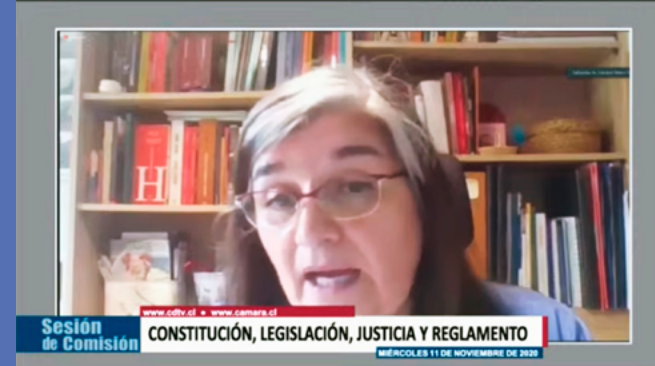 H
www.cdtv.cl • www.camara.cl
Sesión
de Comisión
CONSTITUCIÓN, LEGISLACIÓN, JUSTICIA Y REGLAMENTO
MIÉRCOLES 11 DE NOVIEMBRE DE 2020